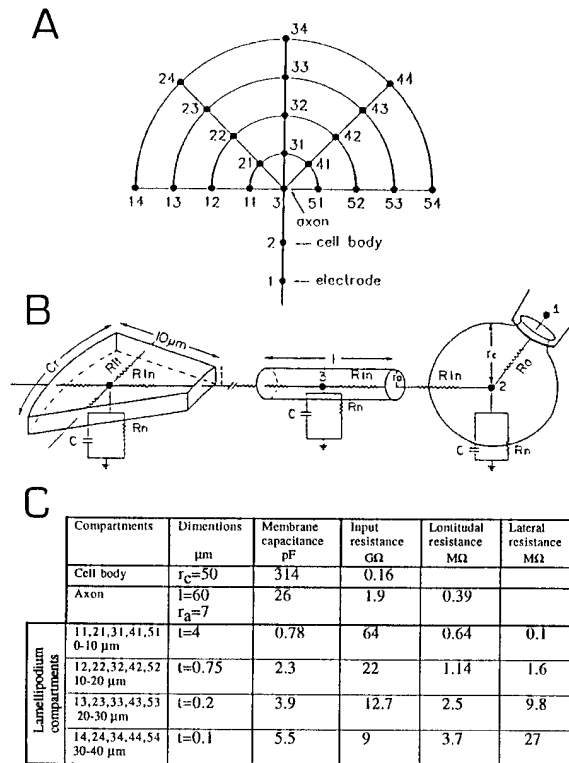 A
34
24
44
33
23
43
32
22
42
31
21
41
14
13
12
11
3
51
52
53
54
axon
2 --- cell body
1 --- electrode
B
Cr
10µm
Rlt
Rln
C
Rn
l
3
Rln
ra
C
Rn
Rln
rc
Ro
1
2
C
Rn
C
Compartments
Dimentions µm
Membrane capacitance pF
Input resistance GΩ
Lontitudal resistance MΩ
Lateral resistance MΩ
Cell body
rc=50
314
0.16
Axon
l=60
ra=7
26
1.9
0.39
Lamellipodium compartments
11,21,31,41,51
0-10 µm
t=4
0.78
64
0.64
0.1
12,22,32,42,52
10-20 µm
t=0.75
2.3
22
1.14
1.6
13,23,33,43,53
20-30 µm
t=0.2
3.9
12.7
2.5
9.8
14,24,34,44,54
30-40 µm
t=0.1
5.5
9
3.7
27